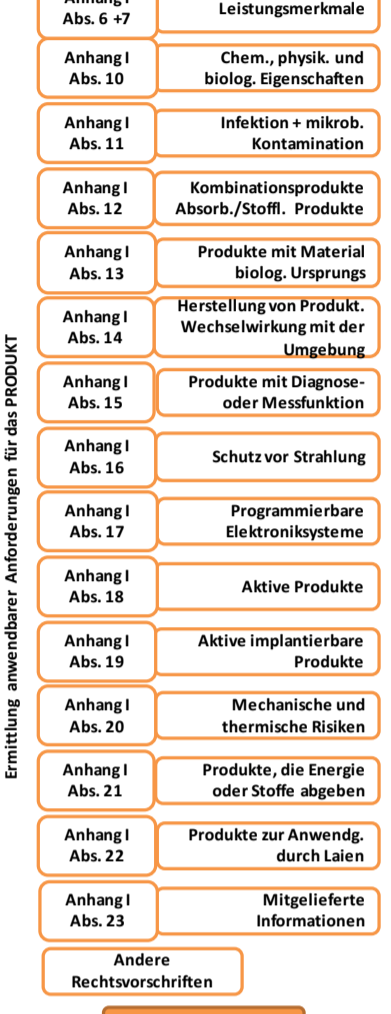 Anhang I
Abs. 6 +7
Leistungsmerkmale
Anhang I
Abs. 10
Chem., physik. und
biolog. Eigenschaften
Anhang I
Abs. 11
Infektion + mikrob.
Kontamination
Anhang I
Abs. 12
Kombinationsprodukte
Absorb./Stoffl. Produkte
Anhang I
Abs. 13
Produkte mit Material
biolog. Ursprungs
Anhang I
Abs. 14
Herstellung von Produkt.
Wechselwirkung mit der
Umgebung
Anhang I
Abs. 15
Produkte mit Diagnose-
oder Messfunktion
Anhang I
Abs. 16
Schutz vor Strahlung
Anhang I
Abs. 17
Programmierbare
Elektroniksysteme
Anhang I
Abs. 18
Aktive Produkte
Anhang I
Abs. 19
Aktive implantierbare
Produkte
Anhang I
Abs. 20
Mechanische und
thermische Risiken
Anhang I
Abs. 21
Produkte, die Energie
oder Stoffe abgeben
Anhang I
Abs. 22
Produkte zur Anwendg.
durch Laien
Anhang I
Abs. 23
Mitgelieferte
Informationen
Andere
Rechtsvorschriften
Ermittlung anwendbarer Anforderungen für das PRODUKT